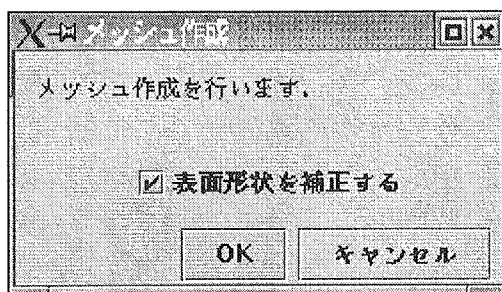 メッシュ作成
メッシュ作成を行います.
表面形状を補正する
OK
キャンセル